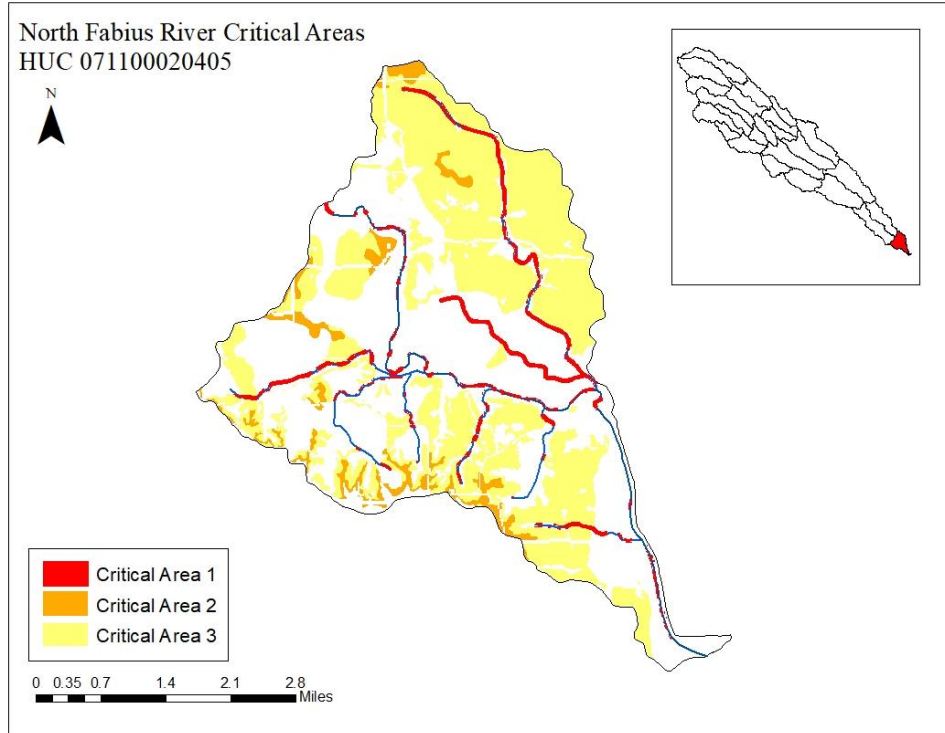 North Fabius River Critical Areas
HUC 071100020405
N
Critical Area 1
Critical Area 2
Critical Area 3
0 0.35 0.7 1.4 2.1 2.8
Miles